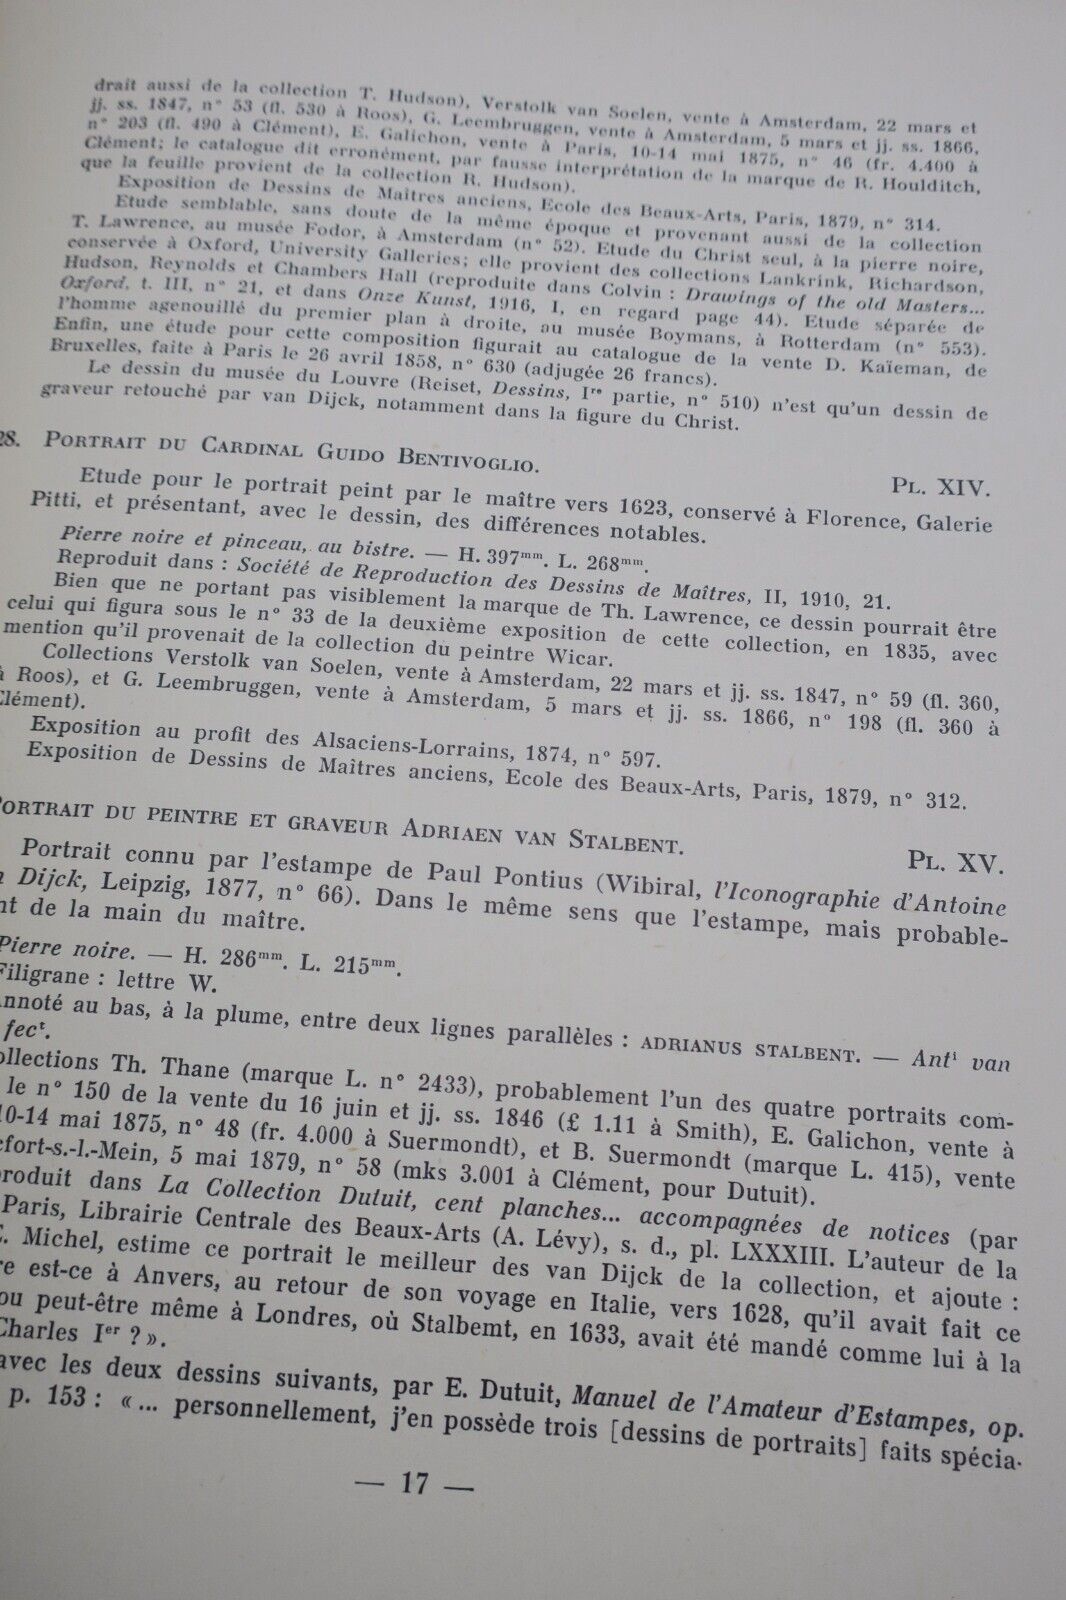 drait aussi de la collection T. Hudson), Verstolk van Soelen, vente à Amsterdam, 22 mars et
jj. ss. 1847, n° 53 (fl. 530 à Roos), G. Leembruggen, vente à Amsterdam, 5 mars et jj. ss. 1866,
n° 203 (fl. 490 à Clément), E. Galichon, vente à Paris, 10-14 mai 1875, n° 46 (fr. 4.400 à
Clément; le catalogue dit erronément, par fausse interprétation de la marque de R. Houlditch,
que la feuille provient de la collection R. Hudson).
Exposition de Dessins de Maîtres anciens, Ecole des Beaux-Arts, Paris, 1879, n° 314.
Etude semblable, sans doute de la même époque et provenant aussi de la collection
T. Lawrence, au musée Fodor, à Amsterdam (n° 52). Etude du Christ seul, à la pierre noire,
conservée à Oxford, University Galleries; elle provient des collections Lankrink, Richardson,
Hudson, Reynolds et Chambers Hall (reproduite dans Colvin : Drawings of the old Masters...
Oxford, t. III, n° 21, et dans Onze Kunst, 1916, I, en regard page 44). Etude séparée de
l'homme agenouillé du premier plan à droite, au musée Boymans, à Rotterdam (n° 553).
Enfin, une étude pour cette composition figurait au catalogue de la vente D. Kaïeman, de
Bruxelles, faite à Paris le 26 avril 1858, n° 630 (adjugée 26 francs).
Le dessin du musée du Louvre (Reiset, Dessins, Iʳᵉ partie, n° 510) n'est qu'un dessin de
graveur retouché par van Dijck, notamment dans la figure du Christ.
28. PORTRAIT DU CARDINAL GUIDO BENTIVOGLIO. PL. XIV.
Etude pour le portrait peint par le maître vers 1623, conservé à Florence, Galerie
Pitti, et présentant, avec le dessin, des différences notables.
Pierre noire et pinceau, au bistre. — H. 397ᵐᵐ. L. 268ᵐᵐ.
Reproduit dans : Société de Reproduction des Dessins de Maîtres, II, 1910, 21.
Bien que ne portant pas visiblement la marque de Th. Lawrence, ce dessin pourrait être
celui qui figura sous le n° 33 de la deuxième exposition de cette collection, en 1835, avec
mention qu'il provenait de la collection du peintre Wicar.
Collections Verstolk van Soelen, vente à Amsterdam, 22 mars et jj. ss. 1847, n° 59 (fl. 360,
à Roos), et G. Leembruggen, vente à Amsterdam, 5 mars et jj. ss. 1866, n° 198 (fl. 360 à
Clément).
Exposition au profit des Alsaciens-Lorrains, 1874, n° 597.
Exposition de Dessins de Maîtres anciens, Ecole des Beaux-Arts, Paris, 1879, n° 312.
PORTRAIT DU PEINTRE ET GRAVEUR ADRIAEN VAN STALBENT. PL. XV.
Portrait connu par l'estampe de Paul Pontius (Wibiral, l'Iconographie d'Antoine
n Dijck, Leipzig, 1877, n° 66). Dans le même sens que l'estampe, mais probable-
nt de la main du maître.
Pierre noire. — H. 286ᵐᵐ. L. 215ᵐᵐ.
Filigrane : lettre W.
Annoté au bas, à la plume, entre deux lignes parallèles : ADRIANUS STALBENT. — Antⁱ van
fecᵗ.
ollections Th. Thane (marque L. n° 2433), probablement l'un des quatre portraits com-
le n° 150 de la vente du 16 juin et jj. ss. 1846 (£ 1.11 à Smith), E. Galichon, vente à
10-14 mai 1875, n° 48 (fr. 4.000 à Suermondt), et B. Suermondt (marque L. 415), vente
cfort-s.-l.-Mein, 5 mai 1879, n° 58 (mks 3.001 à Clément, pour Dutuit).
roduit dans La Collection Dutuit, cent planches... accompagnées de notices (par
Paris, Librairie Centrale des Beaux-Arts (A. Lévy), s. d., pl. LXXXIII. L'auteur de la
E. Michel, estime ce portrait le meilleur des van Dijck de la collection, et ajoute :
re est-ce à Anvers, au retour de son voyage en Italie, vers 1628, qu'il avait fait ce
ou peut-être même à Londres, où Stalbemt, en 1633, avait été mandé comme lui à la
Charles Iᵉʳ ? ».
avec les deux dessins suivants, par E. Dutuit, Manuel de l'Amateur d'Estampes, op.
p. 153 : «... personnellement, j'en possède trois [dessins de portraits] faits spécia-
— 17 —